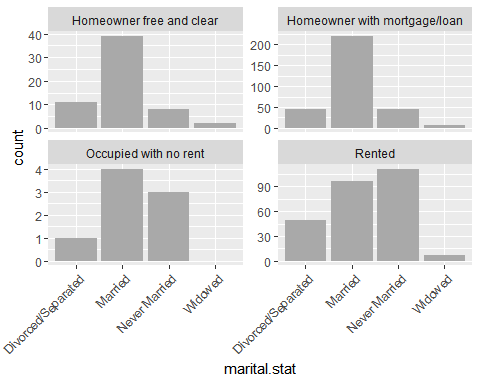 Homeowner free and clear
Homeowner with mortgage/loan
40
30
20
10
0
200
150
100
50
0
Occupied with no rent
Rented
4
3
2
1
0
90
60
30
0
count
Divorced/Separated
Married
Never Married
Widowed
Divorced/Separated
Married
Never Married
Widowed
marital.stat